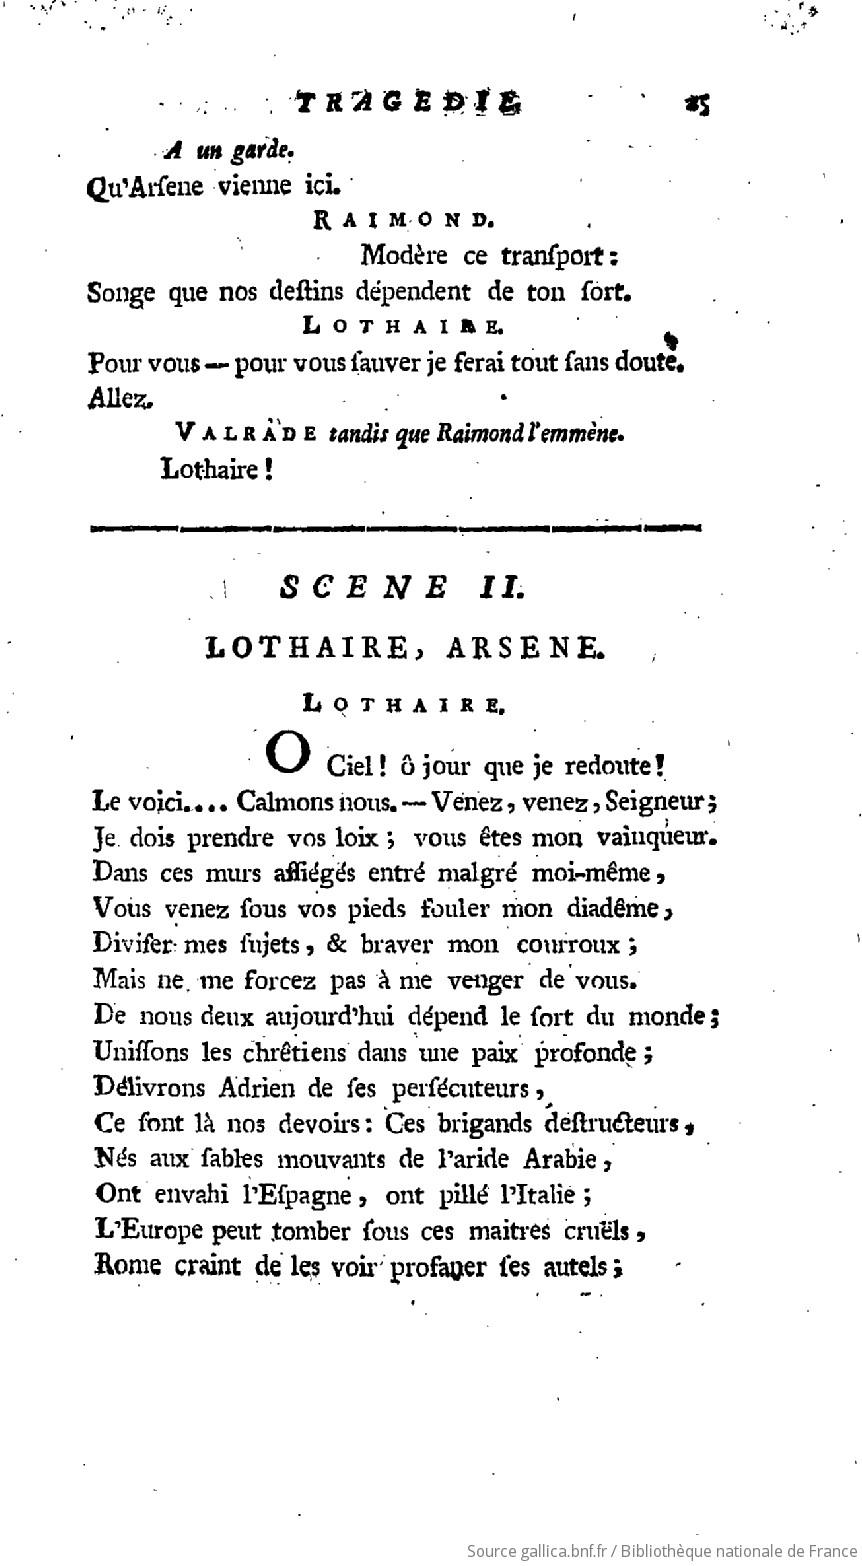 TRAGEDIE 25
A un garde.
Qu'Arſene vienne ici.
RAIMOND.
Modère ce tranſport :
Songe que nos deſtins dépendent de ton ſort.
LOTHAIRE.
Pour vous — pour vous ſauver je ferai tout ſans doute.
Allez.
VALRADE tandis que Raimond l'emmène.
Lothaire !
SCENE II.
LOTHAIRE, ARSENE.
LOTHAIRE.
O Ciel ! ô jour que je redoute !
Le voici.... Calmons nous. — Venez, venez, Seigneur ;
Je dois prendre vos loix ; vous êtes mon vainqueur.
Dans ces murs aſſiégés entré malgré moi-même,
Vous venez ſous vos pieds fouler mon diadême,
Diviſer mes ſujets, & braver mon courroux ;
Mais ne me forcez pas à me venger de vous.
De nous deux aujourd'hui dépend le ſort du monde ;
Uniſſons les chrêtiens dans une paix profonde ;
Délivrons Adrien de ſes perſécuteurs,
Ce ſont là nos devoirs : Ces brigands deſtructeurs,
Nés aux ſables mouvants de l'aride Arabie,
Ont envahi l'Eſpagne, ont pillé l'Italie ;
L'Europe peut tomber ſous ces maitres cruëls,
Rome craint de les voir profaner ſes autels ;
Source gallica.bnf.fr / Bibliothèque nationale de France